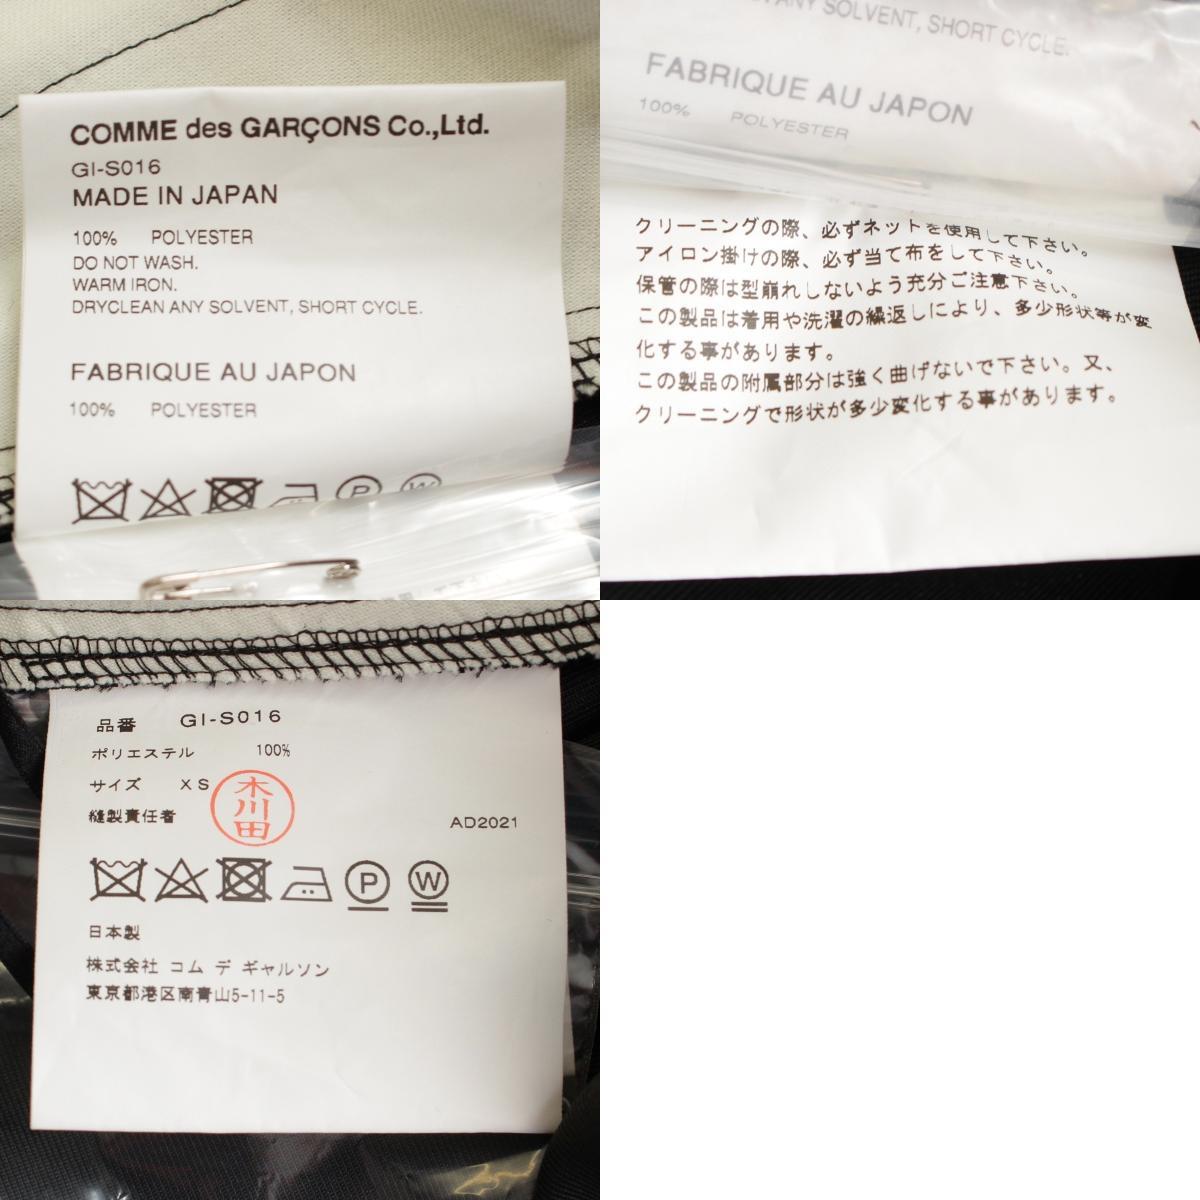 COMME des GARÇONS Co.,Ltd.
GI-S016
MADE IN JAPAN
100% POLYESTER
DO NOT WASH.
WARM IRON.
DRYCLEAN ANY SOLVENT, SHORT CYCLE.
FABRIQUE AU JAPON
100% POLYESTER
P W
ANY SOLVENT, SHORT CYCLE.
FABRIQUE AU JAPON
100% POLYESTER
クリーニングの際、必ずネットを使用して下さい。
アイロン掛けの際、必ず当て布をして下さい。
保管の際は型崩れしないよう充分ご注意下さい。
この製品は着用や洗濯の繰返しにより、多少形状等が変
化する事があります。
この製品の附属部分は強く曲げないで下さい。又、
クリーニングで形状が多少変化する事があります。
品番 GI-S016
ポリエステル 100%
サイズ XS
縫製責任者
木川田
AD2021
P W
日本製
株式会社 コム デ ギャルソン
東京都港区南青山5-11-5